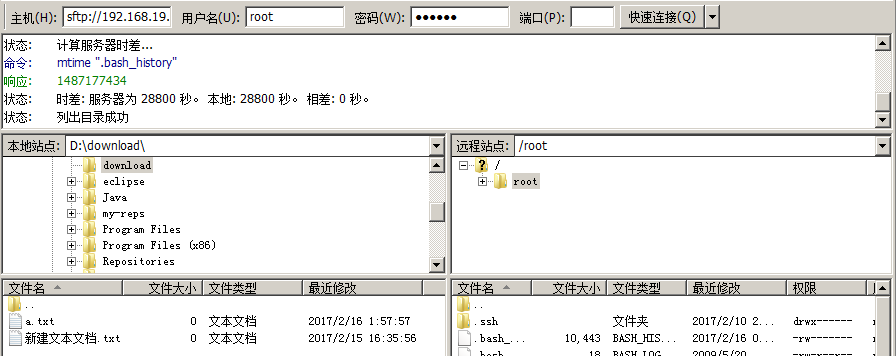 主机(H): sftp://192.168.19. 用户名(U): root 密码(W): ●●●●●● 端口(P): 快速连接(Q)
状态: 计算服务器时差...
命令: mtime ".bash_history"
响应: 1487177434
状态: 时差: 服务器为 28800 秒。本地: 28800 秒。相差: 0 秒。
状态: 列出目录成功
本地站点: D:\download\
download
eclipse
Java
my-reps
Program Files
Program Files (x86)
Repositories
远程站点: /root
/
root
文件名 文件大小 文件类型 最近修改
..
a.txt 0 文本文档 2017/2/16 1:57:57
新建文本文档.txt 0 文本文档 2017/2/15 16:35:56
文件名 文件大小 文件类型 最近修改 权限
..
.ssh 文件夹 2017/2/10 2... drwx------
.bash_... 10,443 BASH_HIS... 2017/2/16 0... -rw-------
.bash 18 BASH_LOG 2009/5/20